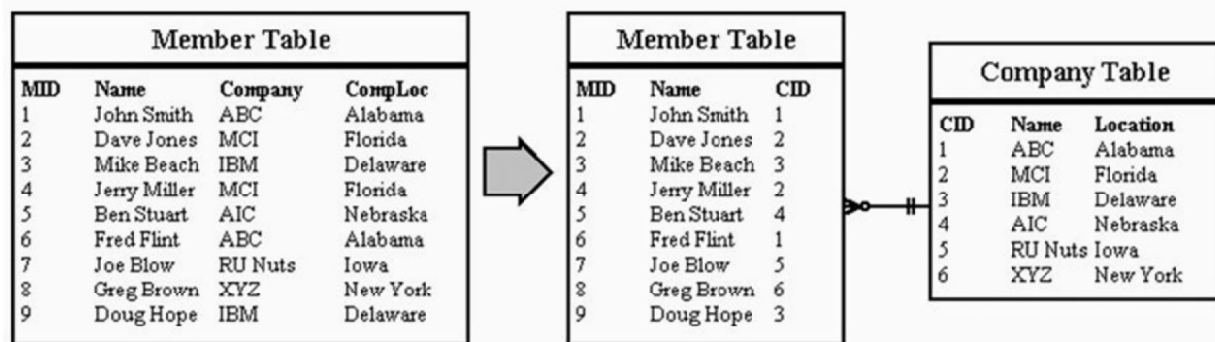 Member Table
MID Name Company CompLoc
1 John Smith ABC Alabama
2 Dave Jones MCI Florida
3 Mike Beach IBM Delaware
4 Jerry Miller MCI Florida
5 Ben Stuart AIC Nebraska
6 Fred Flint ABC Alabama
7 Joe Blow RU Nuts Iowa
8 Greg Brown XYZ New York
9 Doug Hope IBM Delaware
Member Table
MID Name CID
1 John Smith 1
2 Dave Jones 2
3 Mike Beach 3
4 Jerry Miller 2
5 Ben Stuart 4
6 Fred Flint 1
7 Joe Blow 5
8 Greg Brown 6
9 Doug Hope 3
Company Table
CID Name Location
1 ABC Alabama
2 MCI Florida
3 IBM Delaware
4 AIC Nebraska
5 RU Nuts Iowa
6 XYZ New York